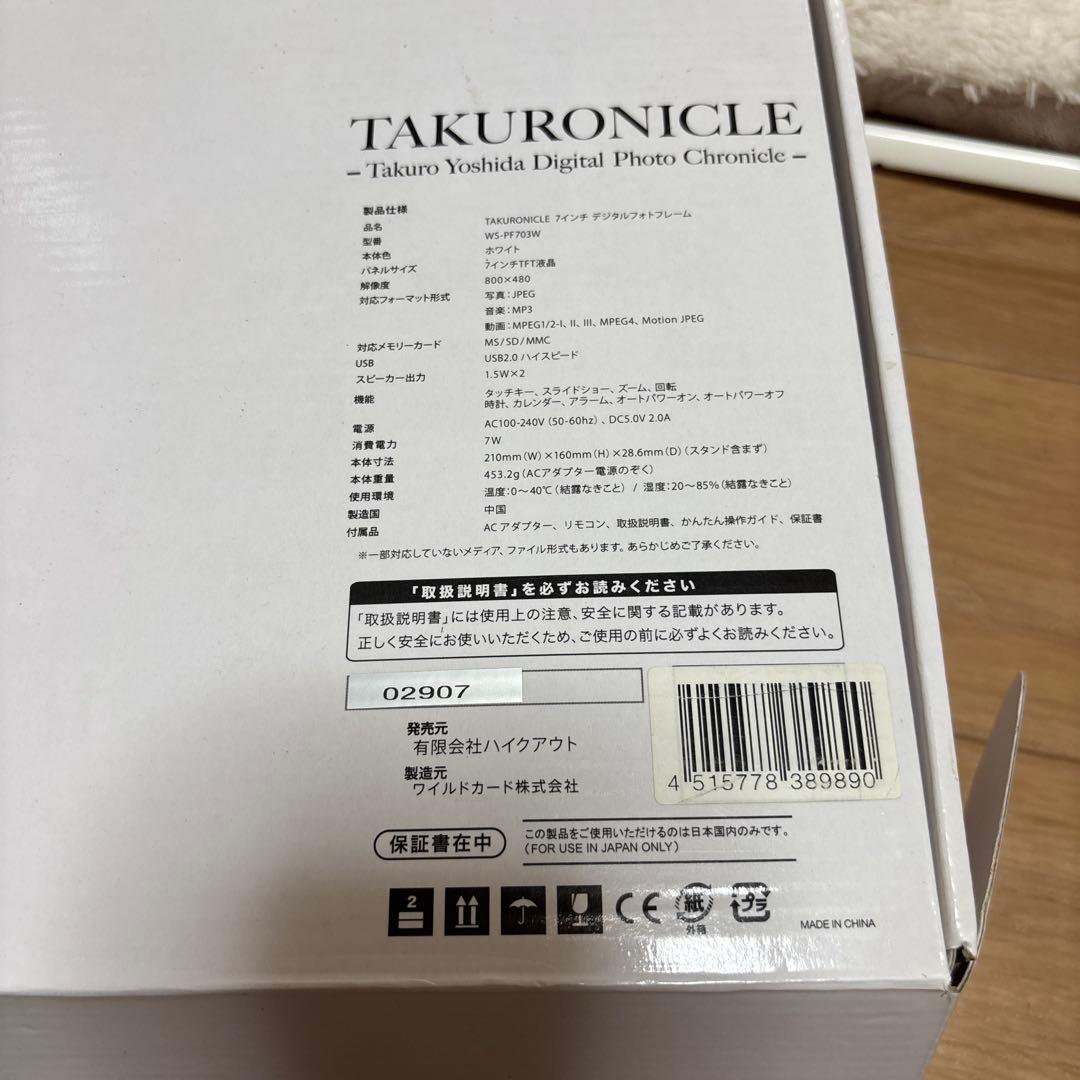 TAKURONICLE
– Takuro Yoshida Digital Photo Chronicle –
製品仕様
品名 TAKURONICLE 7インチ デジタルフォトフレーム
型番 WS-PF703W
本体色 ホワイト
パネルサイズ 7インチTFT液晶
解像度 800×480
対応フォーマット形式 写真：JPEG
音楽：MP3
動画：MPEG1/2-I、II、III、MPEG4、Motion JPEG
対応メモリーカード MS/SD/MMC
USB USB2.0 ハイスピード
スピーカー出力 1.5W×2
機能 タッチキー、スライドショー、ズーム、回転
時計、カレンダー、アラーム、オートパワーオン、オートパワーオフ
電源 AC100-240V（50-60hz）、DC5.0V 2.0A
消費電力 7W
本体寸法 210mm（W）×160mm（H）×28.6mm（D）（スタンド含まず）
本体重量 453.2g（ACアダプター電源のぞく）
使用環境 温度：0～40℃（結露なきこと） / 湿度：20～85％（結露なきこと）
製造国 中国
付属品 AC アダプター、リモコン、取扱説明書、かんたん操作ガイド、保証書
※一部対応していないメディア、ファイル形式もあります。あらかじめご了承ください。
「取扱説明書」を必ずお読みください
「取扱説明書」には使用上の注意、安全に関する記載があります。
正しく安全にお使いいただくため、ご使用の前に必ずよくお読みください。
02907
発売元
有限会社ハイクアウト
製造元
ワイルドカード株式会社
4 515778 389890
保証書在中
この製品をご使用いただけるのは日本国内のみです。
（FOR USE IN JAPAN ONLY）
2 CE 紙 プラ
外箱
MADE IN CHINA